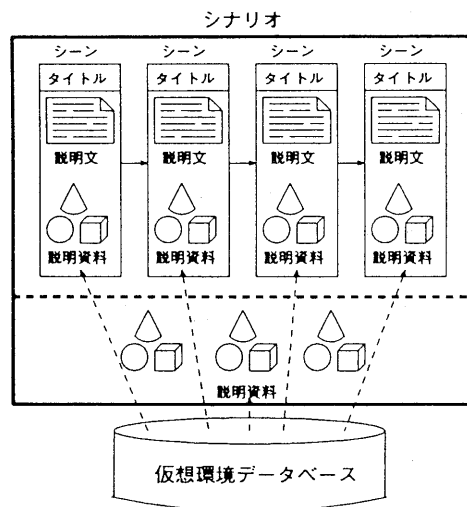 シナリオ
シーン シーン シーン シーン
タイトル タイトル タイトル タイトル
説明文 説明文 説明文 説明文
説明資料 説明資料 説明資料 説明資料
説明資料
仮想環境データベース